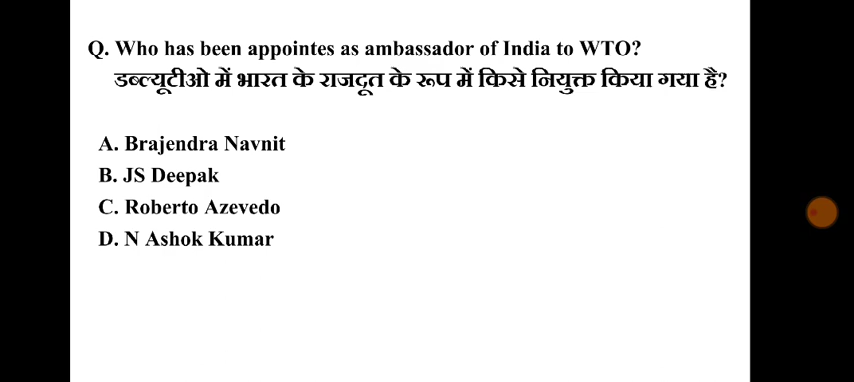 Q. Who has been appointes as ambassador of India to WTO?
डब्ल्यूटीओ में भारत के राजदूत के रूप में किसे नियुक्त किया गया है?
A. Brajendra Navnit
B. JS Deepak
C. Roberto Azevedo
D. N Ashok Kumar